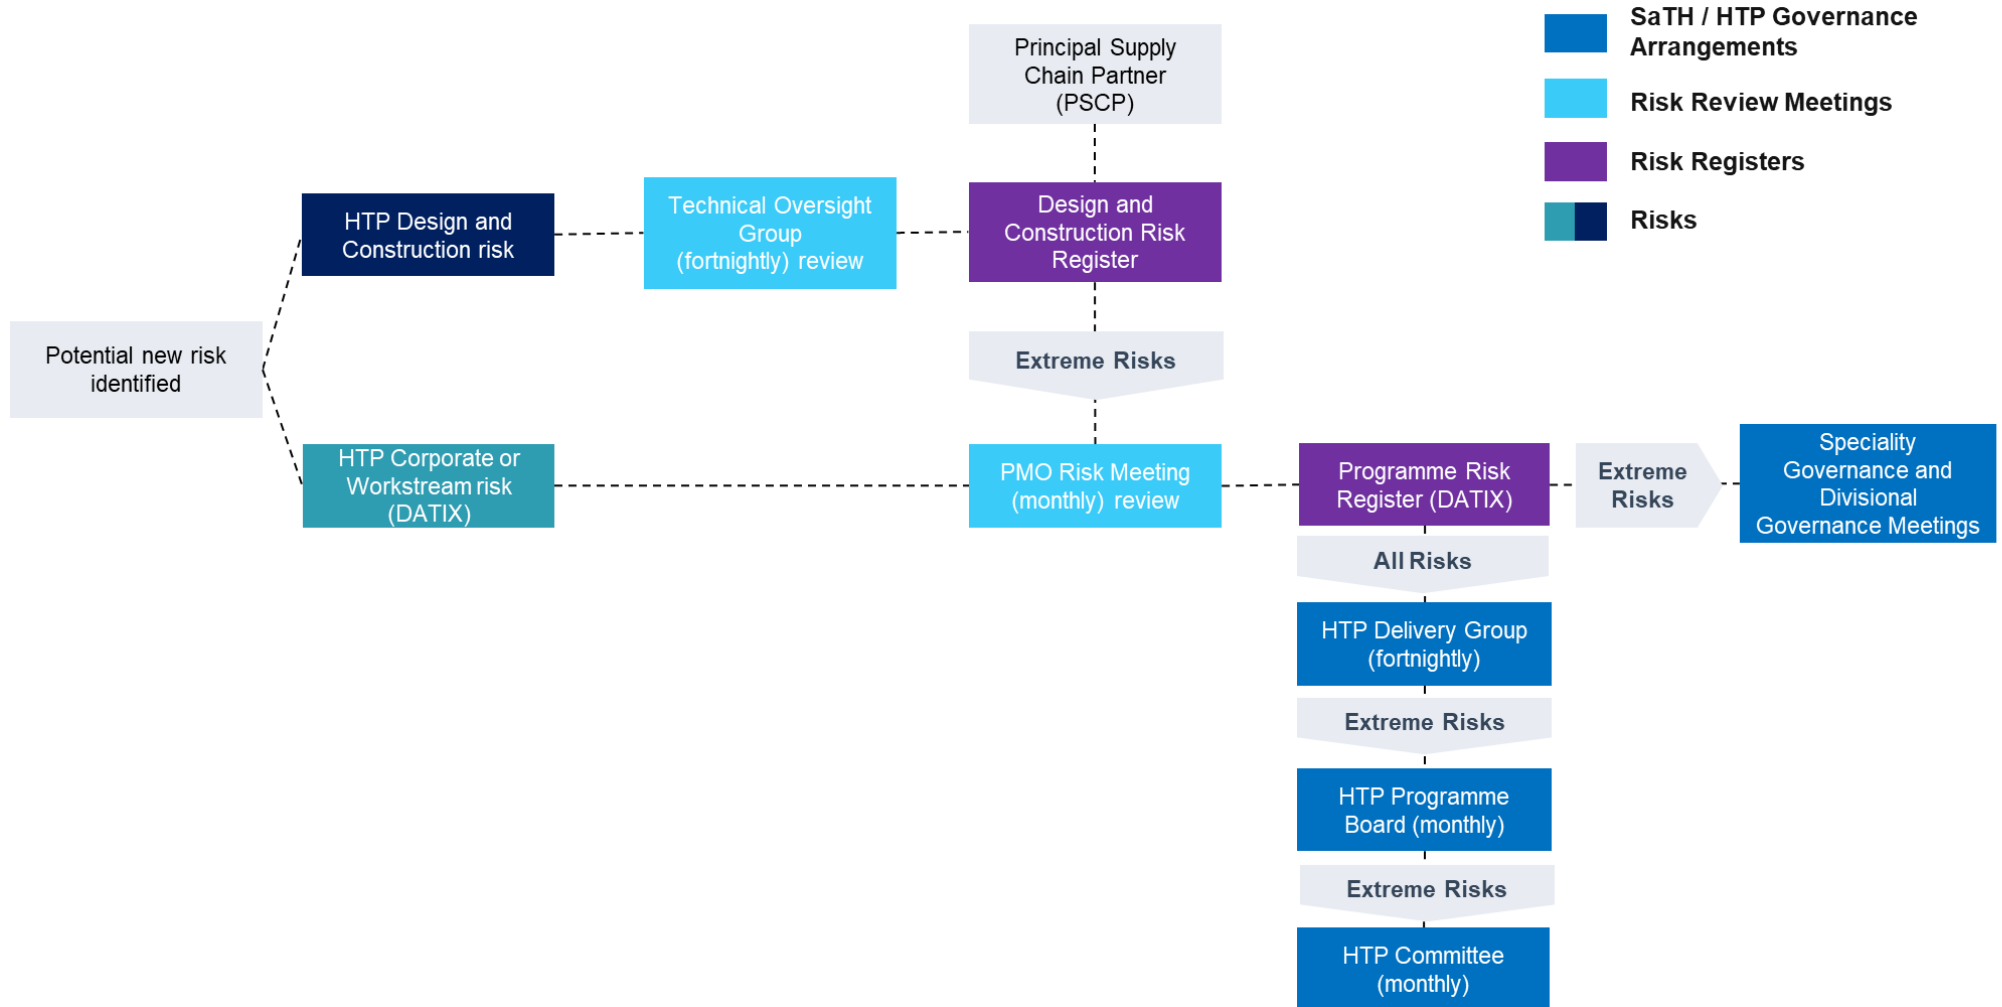 SaTH / HTP Governance
Arrangements
Risk Review Meetings
Risk Registers
Risks
Principal Supply
Chain Partner
(PSCP)
HTP Design and
Construction risk
Technical Oversight
Group
(fortnightly) review
Design and
Construction Risk
Register
Potential new risk
identified
Extreme Risks
HTP Corporate or
Workstream risk
(DATIX)
PMO Risk Meeting
(monthly) review
Programme Risk
Register (DATIX)
Extreme
Risks
Speciality
Governance and
Divisional
Governance Meetings
All Risks
HTP Delivery Group
(fortnightly)
Extreme Risks
HTP Programme
Board (monthly)
Extreme Risks
HTP Committee
(monthly)